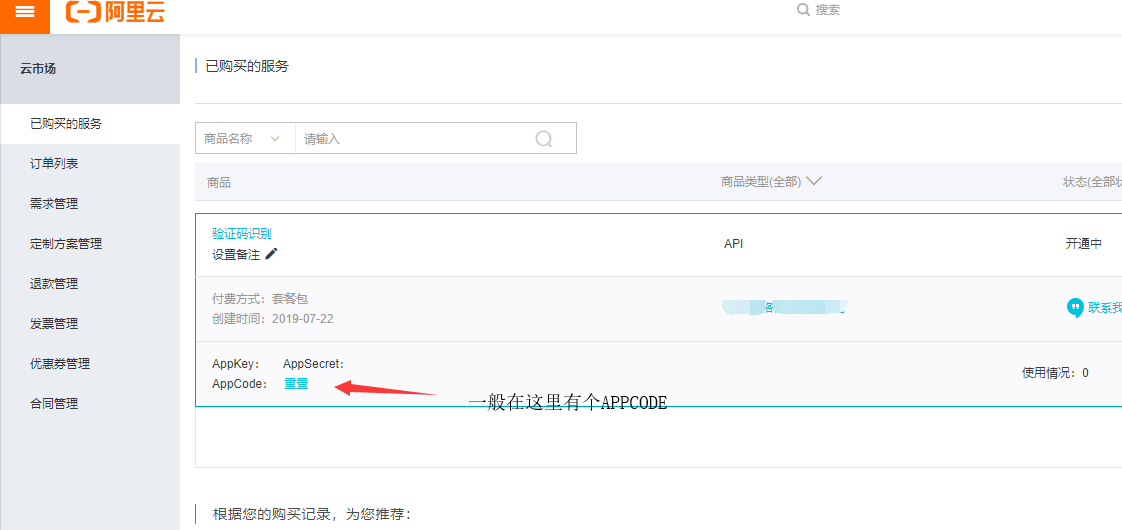 阿里云
搜索
云市场
已购买的服务
订单列表
需求管理
定制方案管理
退款管理
发票管理
优惠券管理
合同管理
已购买的服务
商品名称
请输入
商品
商品类型(全部)
状态(全部
验证码识别
设置备注
API
开通中
付费方式：套餐包
创建时间：2019-07-22
联系我
AppKey：
AppSecret：
AppCode：
重置
使用情况：0
一般在这里有个APPCODE
根据您的购买记录，为您推荐：